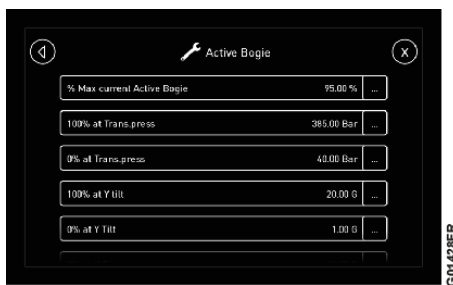 Active Bogie
X
% Max current Active Bogie 95.00 % ...
100% at Trans.press 385.00 Bar ...
0% at Trans.press 40.00 Bar ...
100% at Y tilt 20.00 G ...
0% at Y Tilt 1.00 G ...
G01428EP